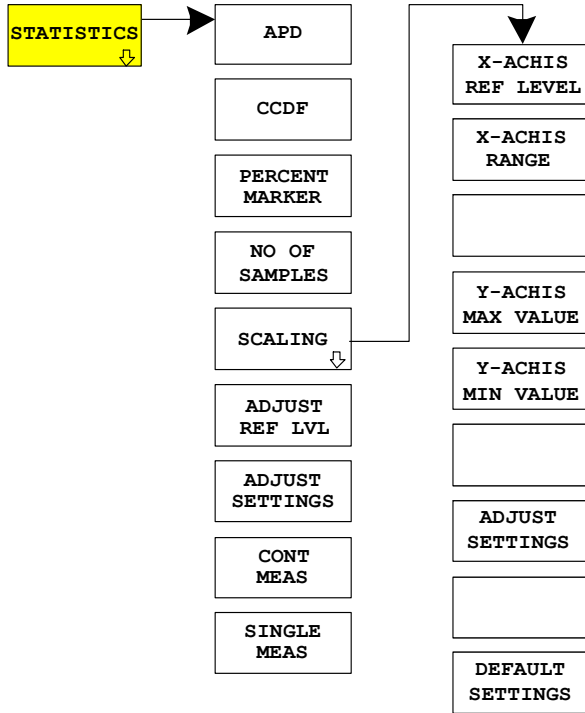 STATISTICS
APD
CCDF
PERCENT
MARKER
NO OF
SAMPLES
SCALING
ADJUST
REF LVL
ADJUST
SETTINGS
CONT
MEAS
SINGLE
MEAS
X-ACHIS
REF LEVEL
X-ACHIS
RANGE
Y-ACHIS
MAX VALUE
Y-ACHIS
MIN VALUE
ADJUST
SETTINGS
DEFAULT
SETTINGS